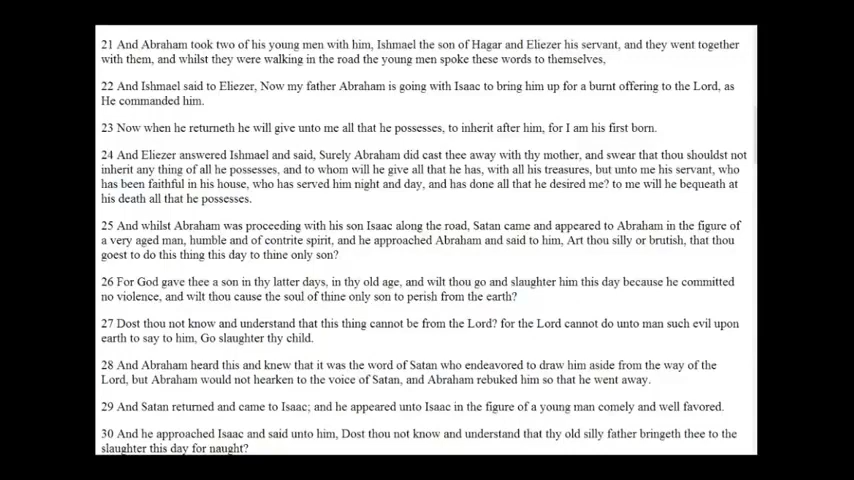 21 And Abraham took two of his young men with him, Ishmael the son of Hagar and Eliezer his servant, and they went together
with them, and whilst they were walking in the road the young men spoke these words to themselves,
22 And Ishmael said to Eliezer, Now my father Abraham is going with Isaac to bring him up for a burnt offering to the Lord, as
He commanded him.
23 Now when he returneth he will give unto me all that he possesses, to inherit after him, for I am his first born.
24 And Eliezer answered Ishmael and said, Surely Abraham did cast thee away with thy mother, and swear that thou shouldst not
inherit any thing of all he possesses, and to whom will he give all that he has, with all his treasures, but unto me his servant, who
has been faithful in his house, who has served him night and day, and has done all that he desired me? to me will he bequeath at
his death all that he possesses.
25 And whilst Abraham was proceeding with his son Isaac along the road, Satan came and appeared to Abraham in the figure of
a very aged man, humble and of contrite spirit, and he approached Abraham and said to him, Art thou silly or brutish, that thou
goest to do this thing this day to thine only son?
26 For God gave thee a son in thy latter days, in thy old age, and wilt thou go and slaughter him this day because he committed
no violence, and wilt thou cause the soul of thine only son to perish from the earth?
27 Dost thou not know and understand that this thing cannot be from the Lord? for the Lord cannot do unto man such evil upon
earth to say to him, Go slaughter thy child.
28 And Abraham heard this and knew that it was the word of Satan who endeavored to draw him aside from the way of the
Lord, but Abraham would not hearken to the voice of Satan, and Abraham rebuked him so that he went away.
29 And Satan returned and came to Isaac; and he appeared unto Isaac in the figure of a young man comely and well favored.
30 And he approached Isaac and said unto him, Dost thou not know and understand that thy old silly father bringeth thee to the
slaughter this day for naught?